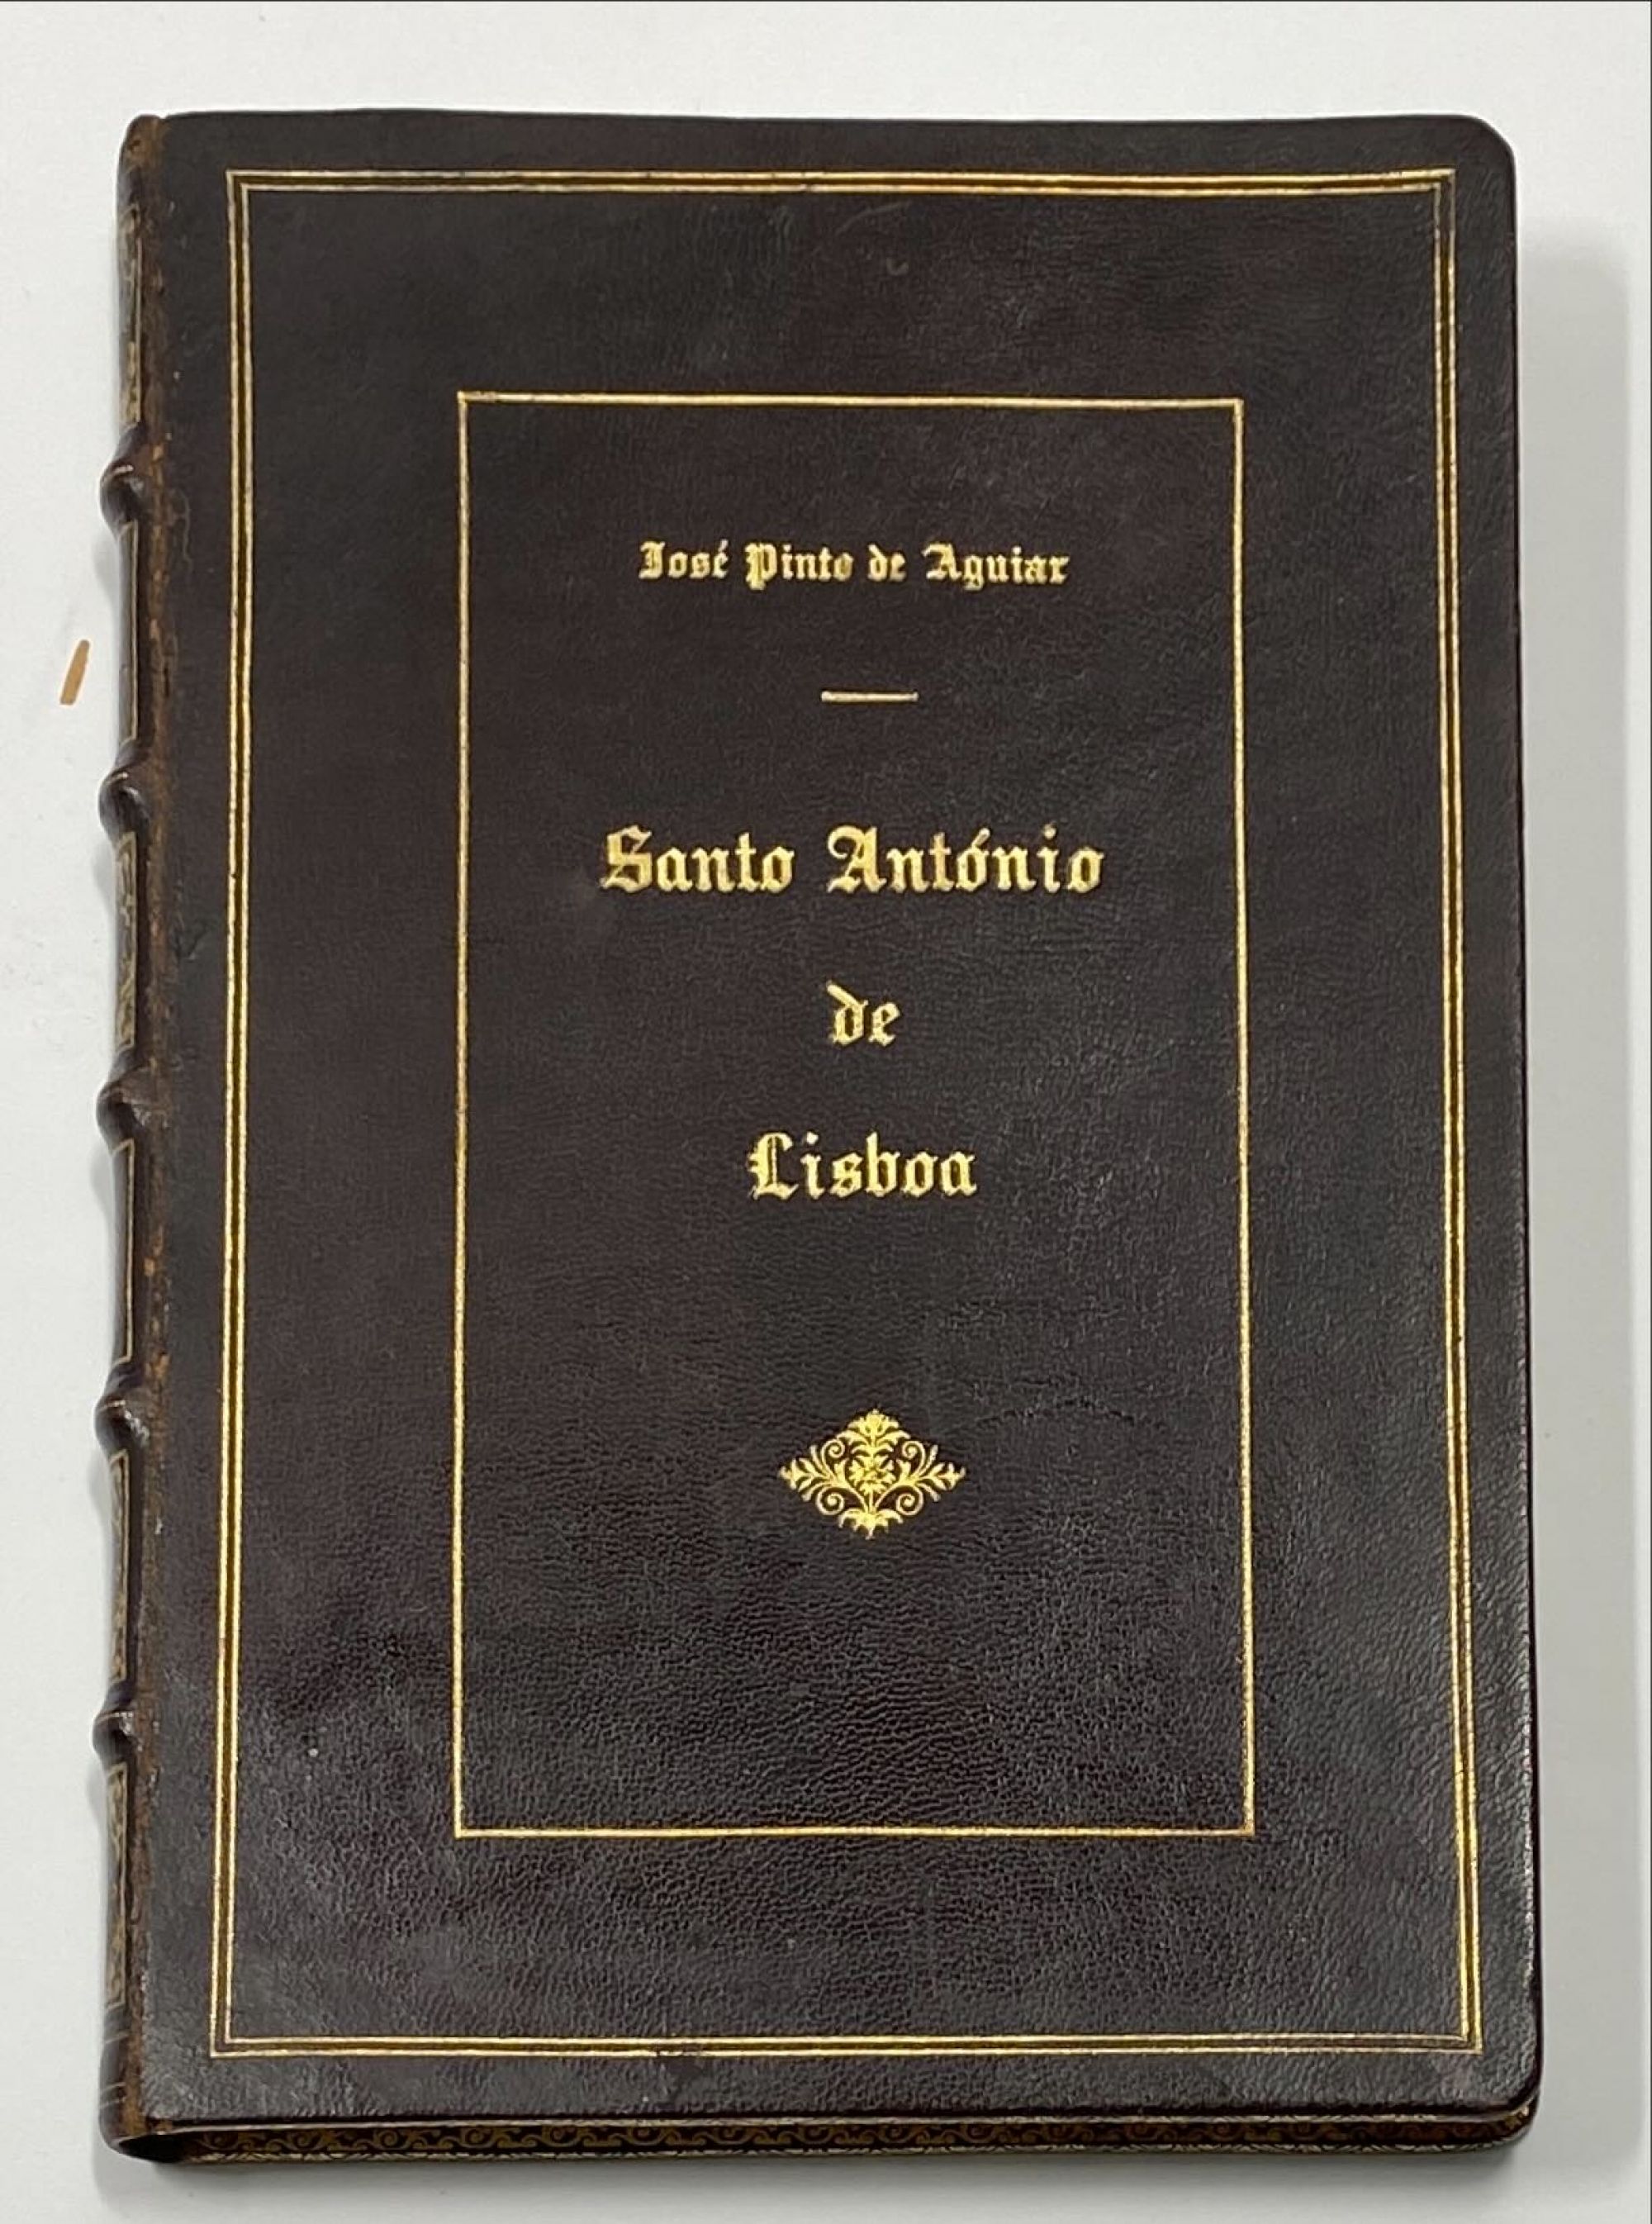 José Pinto de Aguiar
Santo António
de
Lisboa